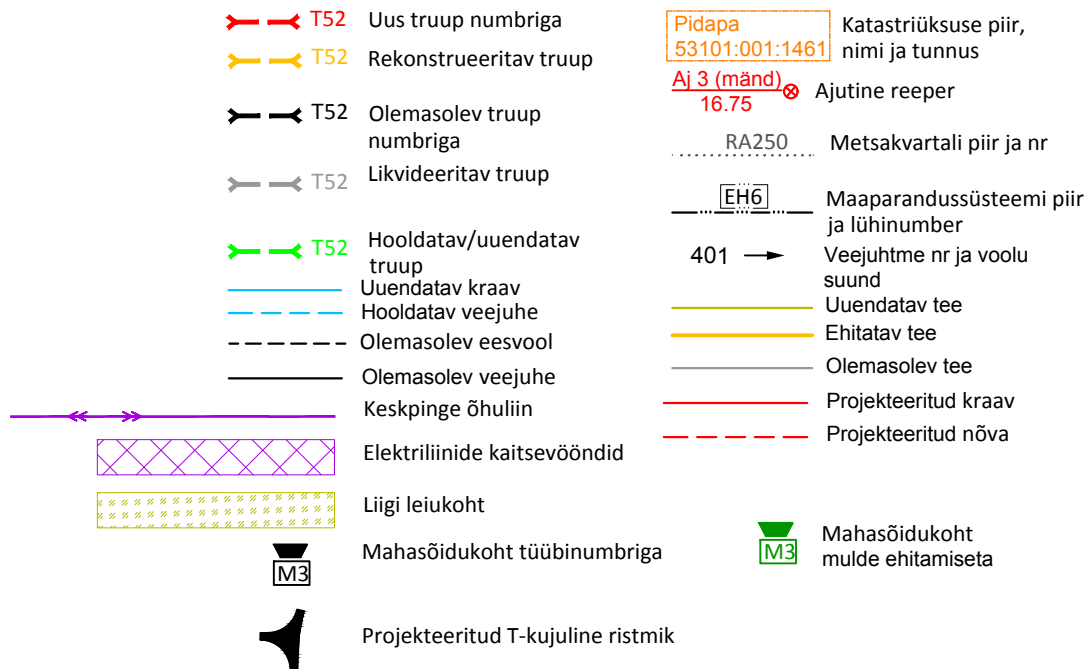 T52 Uus truup numbriga
T52 Rekonstrueeritav truup
T52 Olemasolev truup
numbriga
T52 Likvideeritav truup
T52 Hooldatav/uuendatav
truup
Uuendatav kraav
Hooldatav veejuhe
Olemasolev eesvool
Olemasolev veejuhe
Keskpinge õhuliin
Elektriliinide kaitsevööndid
Liigi leiukoht
M3 Mahasõidukoht tüübinumbriga
Projekteeritud T-kujuline ristmik
Pidapa
53101:001:1461
Katastriüksuse piir,
nimi ja tunnus
Aj 3 (mänd)
16.75
Ajutine reeper
RA250 Metsakvartali piir ja nr
EH6 Maaparandussüsteemi piir
ja lühinumber
401 Veejuhtme nr ja voolu
suund
Uuendatav tee
Ehitatav tee
Olemasolev tee
Projekteeritud kraav
Projekteeritud nõva
M3 Mahasõidukoht
mulde ehitamiseta